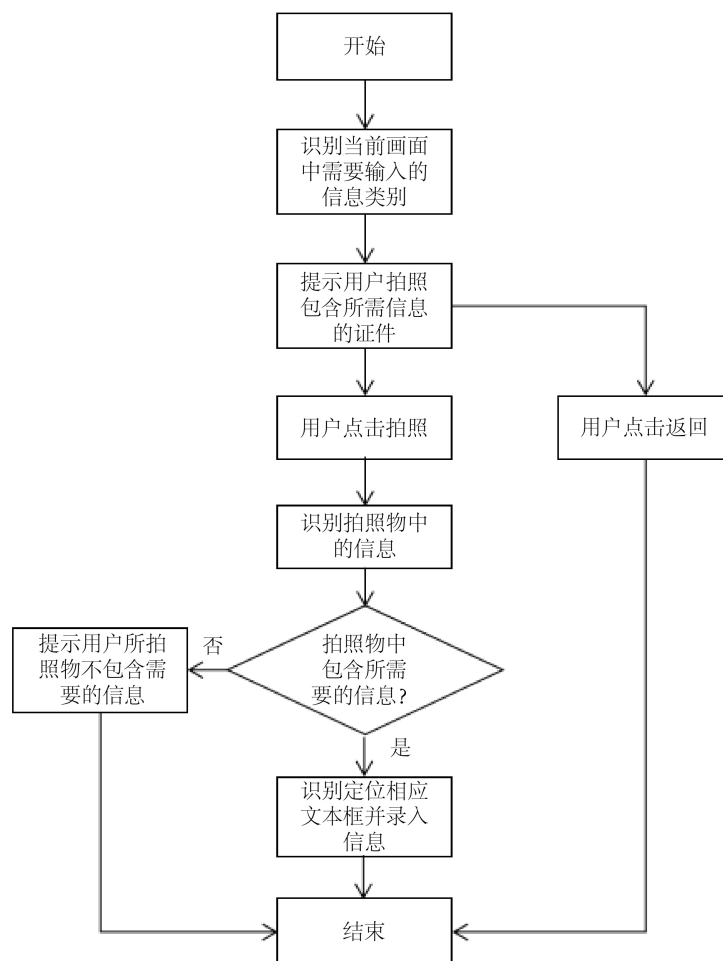 开始
识别当前画面
中需要输入的
信息类别
提示用户拍照
包含所需信息
的证件
用户点击拍照
用户点击返回
识别拍照物中
的信息
提示用户所拍
照物不包含需
要的信息
否
拍照物中
包含所需
要的信息?
是
识别定位相应
文本框并录入
信息
结束